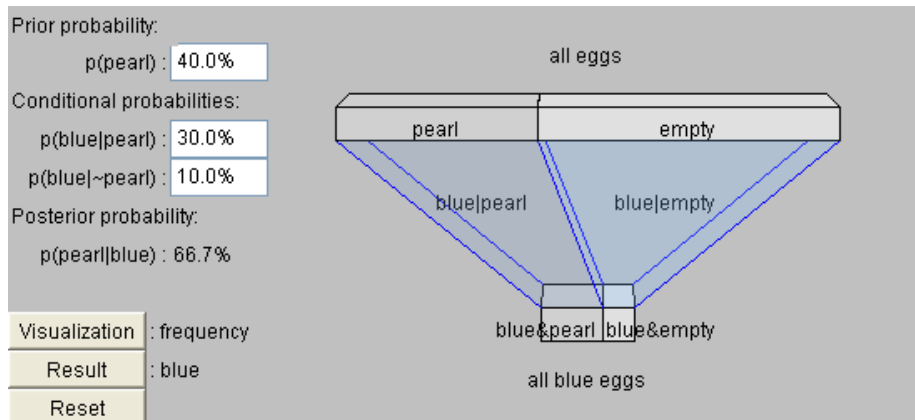 Prior probability:
p(pearl) : 40.0%
Conditional probabilities:
p(blue|pearl) : 30.0%
p(blue|~pearl) : 10.0%
Posterior probability:
p(pearl|blue) : 66.7%
Visualization : frequency
Result : blue
Reset
all eggs
pearl empty
blue|pearl blue|empty
blue&pearl blue&empty
all blue eggs